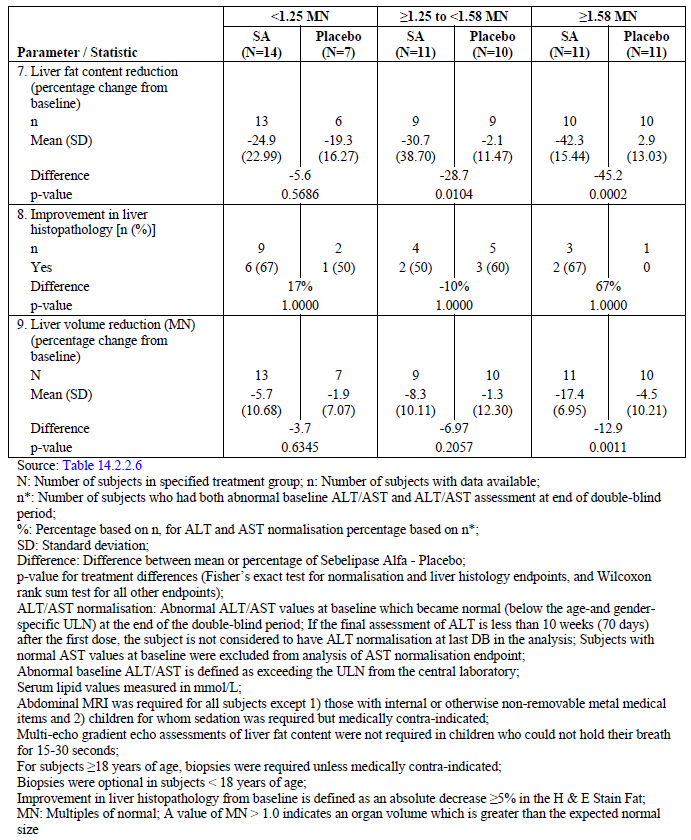 <1.25 MN ≥1.25 to <1.58 MN ≥1.58 MN
SA Placebo SA Placebo SA Placebo
Parameter / Statistic (N=14) (N=7) (N=11) (N=10) (N=11) (N=11)
7. Liver fat content reduction
(percentage change from
baseline)
n 13 6 9 9 10 10
Mean (SD) -24.9 -19.3 -30.7 -2.1 -42.3 2.9
(22.99) (16.27) (38.70) (11.47) (15.44) (13.03)
Difference -5.6 -28.7 -45.2
p-value 0.5686 0.0104 0.0002
8. Improvement in liver
histopathology [n (%)]
n 9 2 4 5 3 1
Yes 6 (67) 1 (50) 2 (50) 3 (60) 2 (67) 0
Difference 17% -10% 67%
p-value 1.0000 1.0000 1.0000
9. Liver volume reduction (MN)
(percentage change from
baseline)
N 13 7 9 10 11 10
Mean (SD) -5.7 -1.9 -8.3 -1.3 -17.4 -4.5
(10.68) (7.07) (10.11) (12.30) (6.95) (10.21)
Difference -3.7 -6.97 -12.9
p-value 0.6345 0.2057 0.0011
Source: Table 14.2.2.6
N: Number of subjects in specified treatment group; n: Number of subjects with data available;
n*: Number of subjects who had both abnormal baseline ALT/AST and ALT/AST assessment at end of double-blind
period;
%: Percentage based on n, for ALT and AST normalisation percentage based on n*;
SD: Standard deviation;
Difference: Difference between mean or percentage of Sebelipase Alfa - Placebo;
p-value for treatment differences (Fisher's exact test for normalisation and liver histology endpoints, and Wilcoxon
rank sum test for all other endpoints);
ALT/AST normalisation: Abnormal ALT/AST values at baseline which became normal (below the age-and gender-
specific ULN) at the end of the double-blind period; If the final assessment of ALT is less than 10 weeks (70 days)
after the first dose, the subject is not considered to have ALT normalisation at last DB in the analysis; Subjects with
normal AST values at baseline were excluded from analysis of AST normalisation endpoint;
Abnormal baseline ALT/AST is defined as exceeding the ULN from the central laboratory;
Serum lipid values measured in mmol/L;
Abdominal MRI was required for all subjects except 1) those with internal or otherwise non-removable metal medical
items and 2) children for whom sedation was required but medically contra-indicated;
Multi-echo gradient echo assessments of liver fat content were not required in children who could not hold their breath
for 15-30 seconds;
For subjects ≥18 years of age, biopsies were required unless medically contra-indicated;
Biopsies were optional in subjects < 18 years of age;
Improvement in liver histopathology from baseline is defined as an absolute decrease ≥5% in the H & E Stain Fat;
MN: Multiples of normal; A value of MN > 1.0 indicates an organ volume which is greater than the expected normal
size